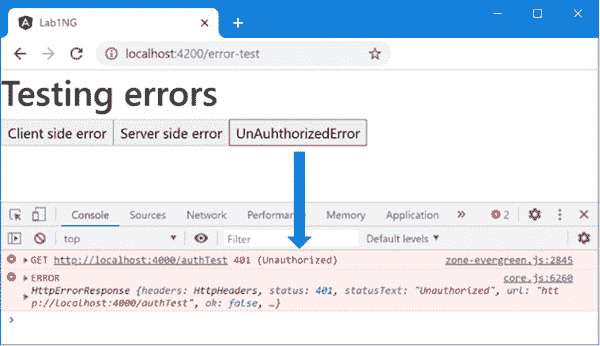 Lab1NG
localhost:4200/error-test
Testing errors
Client side error Server side error UnAuhthorizedError
Console Sources Network Performance Memory Application » 2
top Filter Default levels
GET http://localhost:4000/authTest 401 (Unauthorized) zone-evergreen.js:2845
ERROR core.js:6260
HttpErrorResponse {headers: HttpHeaders, status: 401, statusText: "Unauthorized", url: "htt
p://localhost:4000/authTest", ok: false, …}